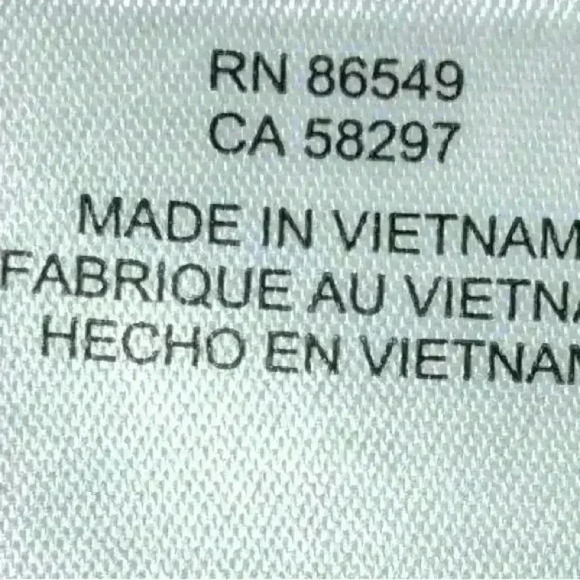 RN 86549
CA 58297
MADE IN VIETNAM
FABRIQUE AU VIETNA
HECHO EN VIETNAM